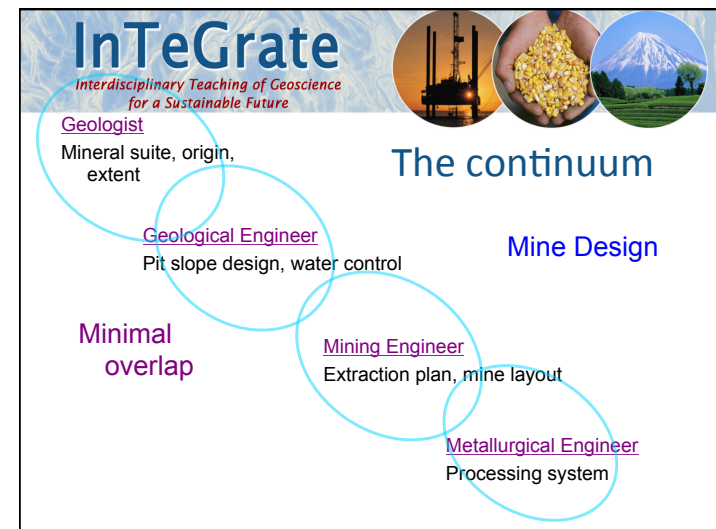 InTeGrate
Interdisciplinary Teaching of Geoscience
for a Sustainable Future
The continuum
Geologist
Mineral suite, origin,
extent
Geological Engineer
Pit slope design, water control
Mine Design
Minimal
overlap
Mining Engineer
Extraction plan, mine layout
Metallurgical Engineer
Processing system